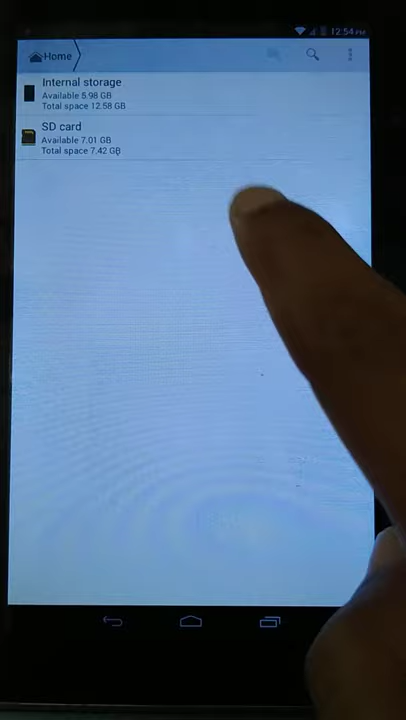 12:54PM
Home
Internal storage
Available 5.98 GB
Total space 12.58 GB
SD card
Available 7.01 GB
Total space 7.42 GB